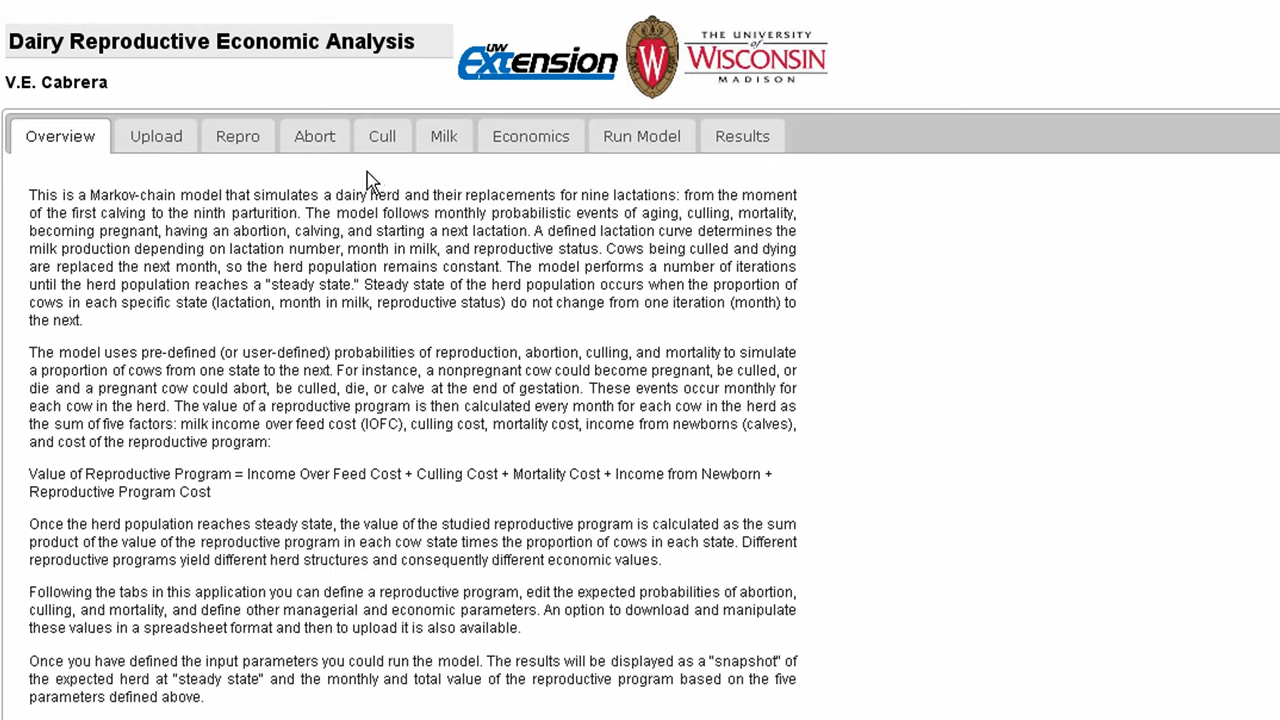 Dairy Reproductive Economic Analysis
V.E. Cabrera
UW Extension
W
THE UNIVERSITY
of
WISCONSIN
MADISON
Overview Upload Repro Abort Cull Milk Economics Run Model Results
This is a Markov-chain model that simulates a dairy herd and their replacements for nine lactations: from the moment
of the first calving to the ninth parturition. The model follows monthly probabilistic events of aging, culling, mortality,
becoming pregnant, having an abortion, calving, and starting a next lactation. A defined lactation curve determines the
milk production depending on lactation number, month in milk, and reproductive status. Cows being culled and dying
are replaced the next month, so the herd population remains constant. The model performs a number of iterations
until the herd population reaches a "steady state." Steady state of the herd population occurs when the proportion of
cows in each specific state (lactation, month in milk, reproductive status) do not change from one iteration (month) to
the next.
The model uses pre-defined (or user-defined) probabilities of reproduction, abortion, culling, and mortality to simulate
a proportion of cows from one state to the next. For instance, a nonpregnant cow could become pregnant, be culled, or
die and a pregnant cow could abort, be culled, die, or calve at the end of gestation. These events occur monthly for
each cow in the herd. The value of a reproductive program is then calculated every month for each cow in the herd as
the sum of five factors: milk income over feed cost (IOFC), culling cost, mortality cost, income from newborns (calves),
and cost of the reproductive program:
Value of Reproductive Program = Income Over Feed Cost + Culling Cost + Mortality Cost + Income from Newborn +
Reproductive Program Cost
Once the herd population reaches steady state, the value of the studied reproductive program is calculated as the sum
product of the value of the reproductive program in each cow state times the proportion of cows in each state. Different
reproductive programs yield different herd structures and consequently different economic values.
Following the tabs in this application you can define a reproductive program, edit the expected probabilities of abortion,
culling, and mortality, and define other managerial and economic parameters. An option to download and manipulate
these values in a spreadsheet format and then to upload it is also available.
Once you have defined the input parameters you could run the model. The results will be displayed as a "snapshot" of
the expected herd at "steady state" and the monthly and total value of the reproductive program based on the five
parameters defined above.